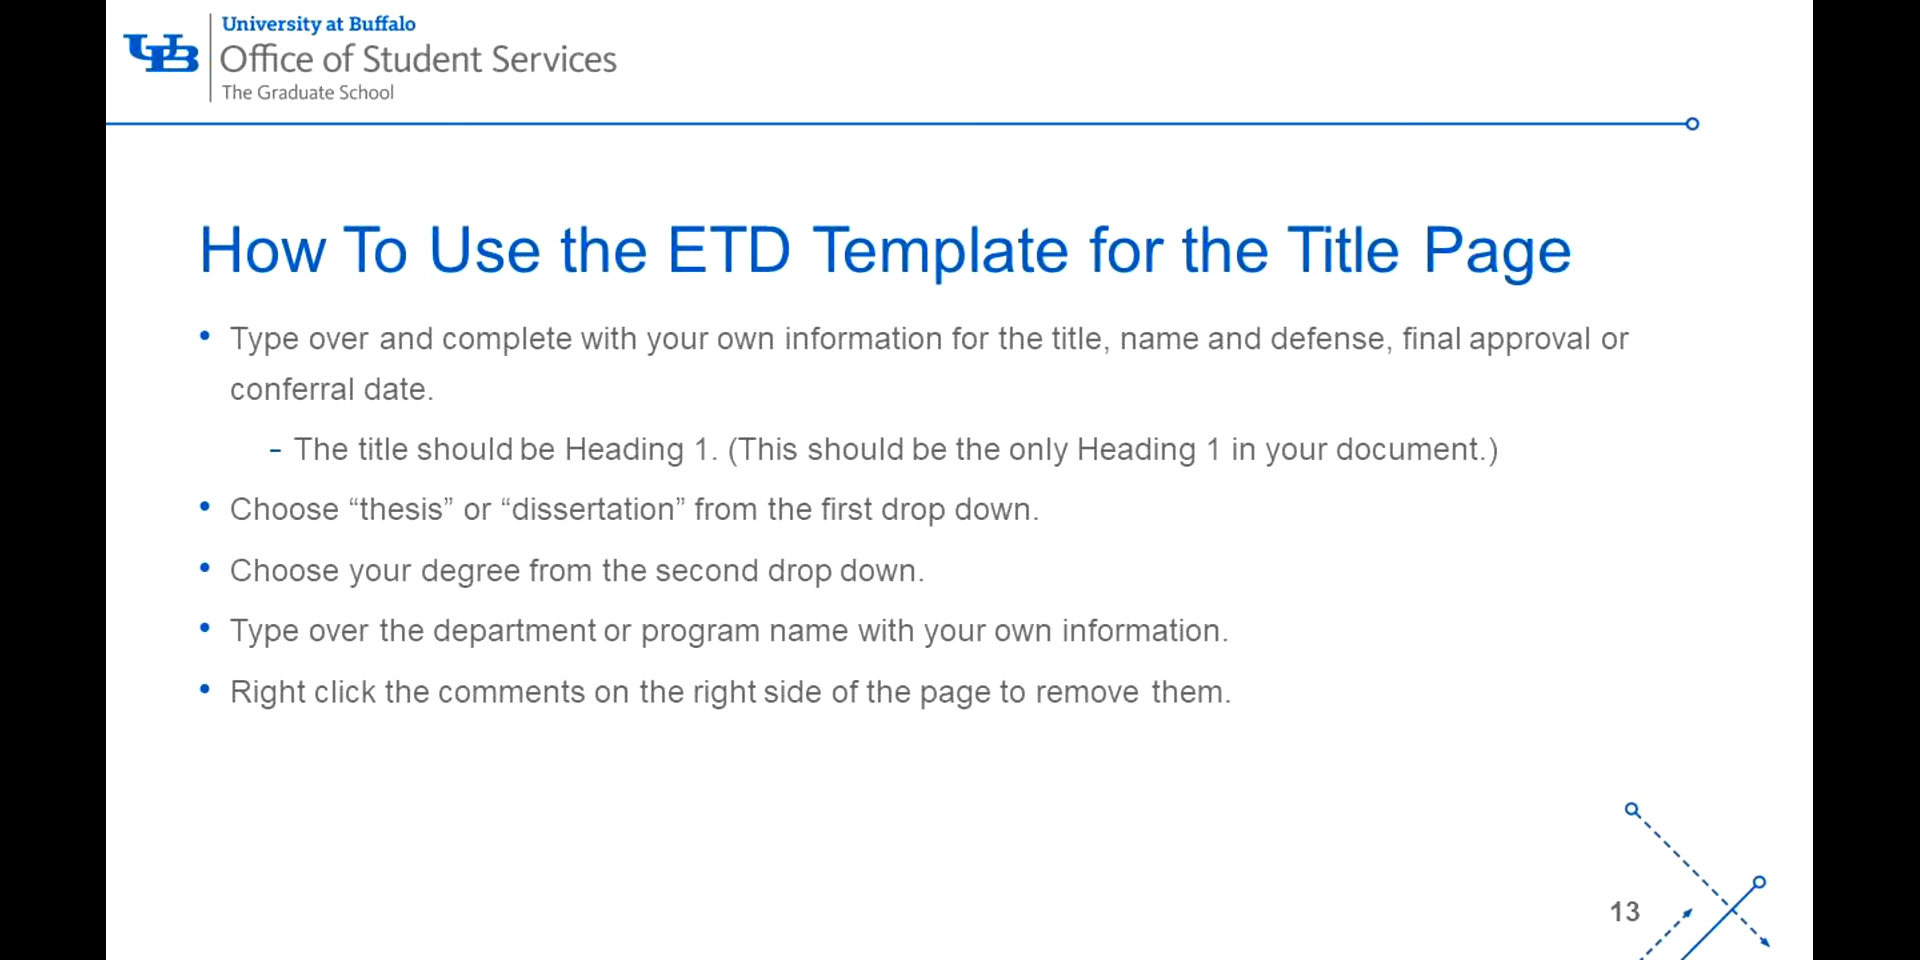 UB
University at Buffalo
Office of Student Services
The Graduate School
How To Use the ETD Template for the Title Page
• Type over and complete with your own information for the title, name and defense, final approval or
conferral date.
– The title should be Heading 1. (This should be the only Heading 1 in your document.)
• Choose “thesis” or “dissertation” from the first drop down.
• Choose your degree from the second drop down.
• Type over the department or program name with your own information.
• Right click the comments on the right side of the page to remove them.
13